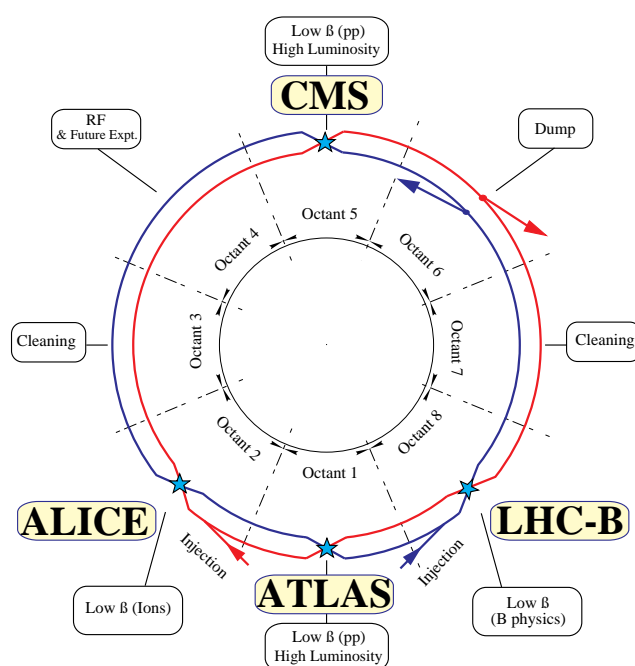 Low ß (pp)
High Luminosity
CMS
RF
& Future Expt.
Dump
Octant 5
Octant 4
Octant 6
Cleaning
Octant 3
Octant 7
Cleaning
Octant 2
Octant 8
Octant 1
ALICE
LHC-B
Injection
Injection
ATLAS
Low ß (Ions)
Low ß
(B physics)
Low ß (pp)
High Luminosity